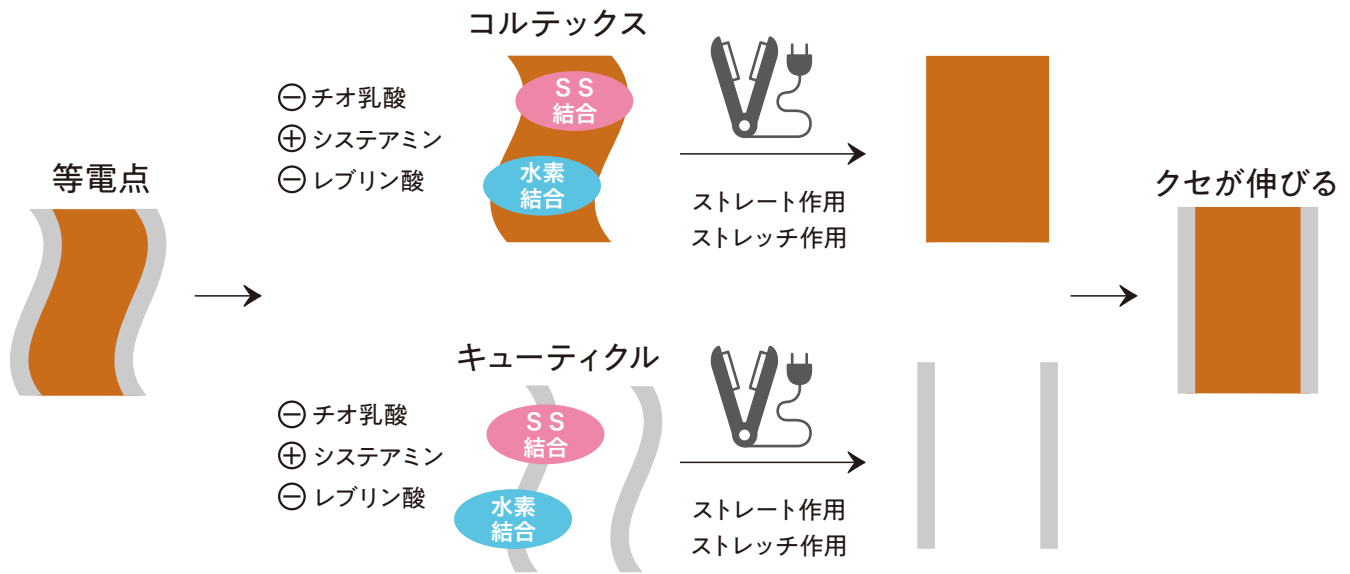 等電点
コルテックス
⊖チオ乳酸
⊕システアミン
⊖レブリン酸
SS
結合
水素
結合
ストレート作用
ストレッチ作用
キューティクル
⊖チオ乳酸
⊕システアミン
⊖レブリン酸
SS
結合
水素
結合
ストレート作用
ストレッチ作用
クセが伸びる